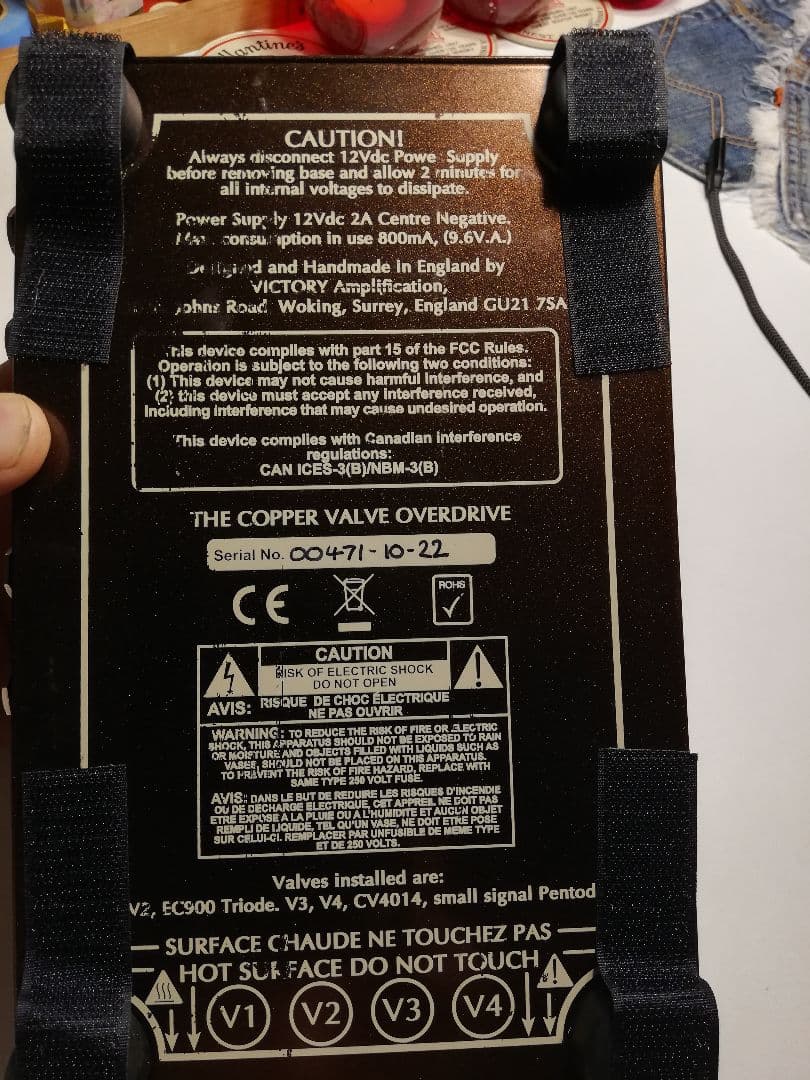 CAUTION!
Always disconnect 12Vdc Powe Supply
before removing base and allow 2 minutes for
all internal voltages to dissipate.
Power Supply 12Vdc 2A Centre Negative.
consumption in use 800mA, (9.6V.A.)
and Handmade in England by
VICTORY Amplification,
Johns Road Woking, Surrey, England GU21 7SA
This device complies with part 15 of the FCC Rules.
Operation is subject to the following two conditions:
(1) This device may not cause harmful interference, and
(2) this device must accept any interference received,
including interference that may cause undesired operation.
This device complies with Canadian interference
regulations:
CAN ICES-3(B)/NBM-3(B)
THE COPPER VALVE OVERDRIVE
Serial No. 00471-10-22
CE
ROHS
CAUTION
RISK OF ELECTRIC SHOCK
DO NOT OPEN
AVIS: RISQUE DE CHOC ÉLECTRIQUE
NE PAS OUVRIR
WARNING: TO REDUCE THE RISK OF FIRE OR ELECTRIC
SHOCK, THIS APPARATUS SHOULD NOT BE EXPOSED TO RAIN
OR MOISTURE AND OBJECTS FILLED WITH LIQUIDS SUCH AS
VASES, SHOULD NOT BE PLACED ON THIS APPARATUS.
TO PREVENT THE RISK OF FIRE HAZARD, REPLACE WITH
SAME TYPE 250 VOLT FUSE.
AVIS: DANS LE BUT DE REDUIRE LES RISQUES D'INCENDIE
OU DE DECHARGE ELECTRIQUE, CET APPREIL NE DOIT PAS
ETRE EXPOSE A LA PLUIE OU A L'HUMIDITE ET AUCUN OBJET
REMPLI DE LIQUIDE, TEL QU'UN VASE, NE DOIT ETRE POSE
SUR CELUI-CI. REMPLACER PAR UNFUSIBLE DE MEME TYPE
ET DE 250 VOLTS.
Valves installed are:
V2, EC900 Triode. V3, V4, CV4014, small signal Pentod
SURFACE CHAUDE NE TOUCHEZ PAS
HOT SURFACE DO NOT TOUCH
V1 V2 V3 V4